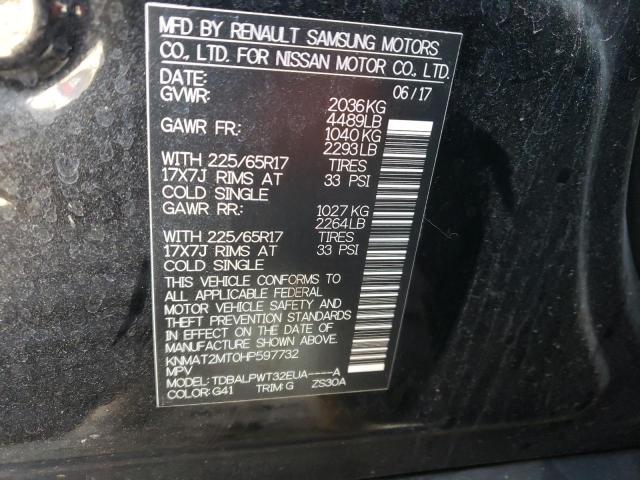 MFD BY RENAULT SAMSUNG MOTORS
CO., LTD. FOR NISSAN MOTOR CO., LTD.
DATE: 06/17
GVWR: 2036KG
4489LB
GAWR FR: 1040KG
2293LB
WITH 225/65R17 TIRES
17X7J RIMS AT 33 PSI
COLD SINGLE
GAWR RR: 1027KG
2264LB
WITH 225/65R17 TIRES
17X7J RIMS AT 33 PSI
COLD SINGLE
THIS VEHICLE CONFORMS TO
ALL APPLICABLE FEDERAL
MOTOR VEHICLE SAFETY AND
THEFT PREVENTION STANDARDS
IN EFFECT ON THE DATE OF
MANUFACTURE SHOWN ABOVE.
KNMAT2MT0HP597732
MPV
MODEL: TDBALPWT32EUA----A
COLOR: G41 TRIM: G ZS30A